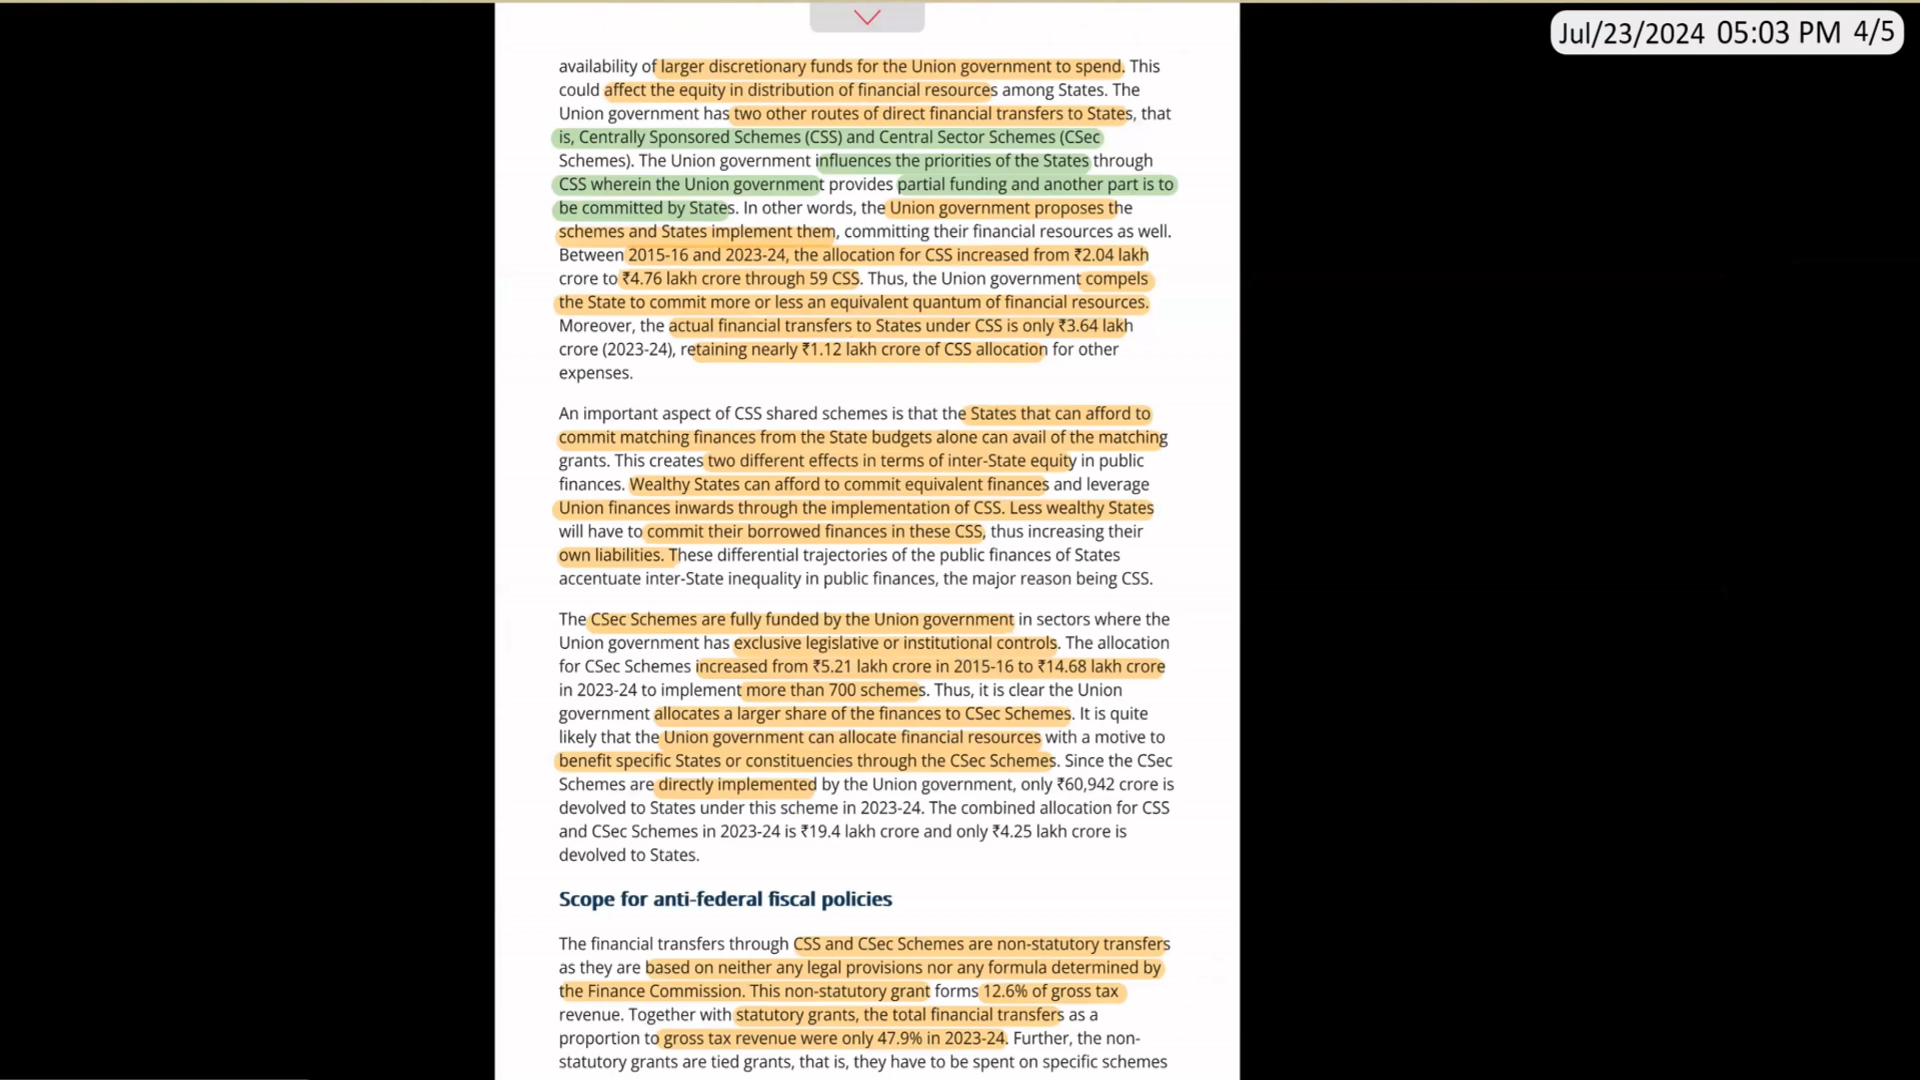 Jul/23/2024 05:03 PM 4/5
availability of larger discretionary funds for the Union government to spend. This
could affect the equity in distribution of financial resources among States. The
Union government has two other routes of direct financial transfers to States, that
is, Centrally Sponsored Schemes (CSS) and Central Sector Schemes (CSec
Schemes). The Union government influences the priorities of the States through
CSS wherein the Union government provides partial funding and another part is to
be committed by States. In other words, the Union government proposes the
schemes and States implement them, committing their financial resources as well.
Between 2015-16 and 2023-24, the allocation for CSS increased from ₹2.04 lakh
crore to ₹4.76 lakh crore through 59 CSS. Thus, the Union government compels
the State to commit more or less an equivalent quantum of financial resources.
Moreover, the actual financial transfers to States under CSS is only ₹3.64 lakh
crore (2023-24), retaining nearly ₹1.12 lakh crore of CSS allocation for other
expenses.
An important aspect of CSS shared schemes is that the States that can afford to
commit matching finances from the State budgets alone can avail of the matching
grants. This creates two different effects in terms of inter-State equity in public
finances. Wealthy States can afford to commit equivalent finances and leverage
Union finances inwards through the implementation of CSS. Less wealthy States
will have to commit their borrowed finances in these CSS, thus increasing their
own liabilities. These differential trajectories of the public finances of States
accentuate inter-State inequality in public finances, the major reason being CSS.
The CSec Schemes are fully funded by the Union government in sectors where the
Union government has exclusive legislative or institutional controls. The allocation
for CSec Schemes increased from ₹5.21 lakh crore in 2015-16 to ₹14.68 lakh crore
in 2023-24 to implement more than 700 schemes. Thus, it is clear the Union
government allocates a larger share of the finances to CSec Schemes. It is quite
likely that the Union government can allocate financial resources with a motive to
benefit specific States or constituencies through the CSec Schemes. Since the CSec
Schemes are directly implemented by the Union government, only ₹60,942 crore is
devolved to States under this scheme in 2023-24. The combined allocation for CSS
and CSec Schemes in 2023-24 is ₹19.4 lakh crore and only ₹4.25 lakh crore is
devolved to States.
Scope for anti-federal fiscal policies
The financial transfers through CSS and CSec Schemes are non-statutory transfers
as they are based on neither any legal provisions nor any formula determined by
the Finance Commission. This non-statutory grant forms 12.6% of gross tax
revenue. Together with statutory grants, the total financial transfers as a
proportion to gross tax revenue were only 47.9% in 2023-24. Further, the non-
statutory grants are tied grants, that is, they have to be spent on specific schemes